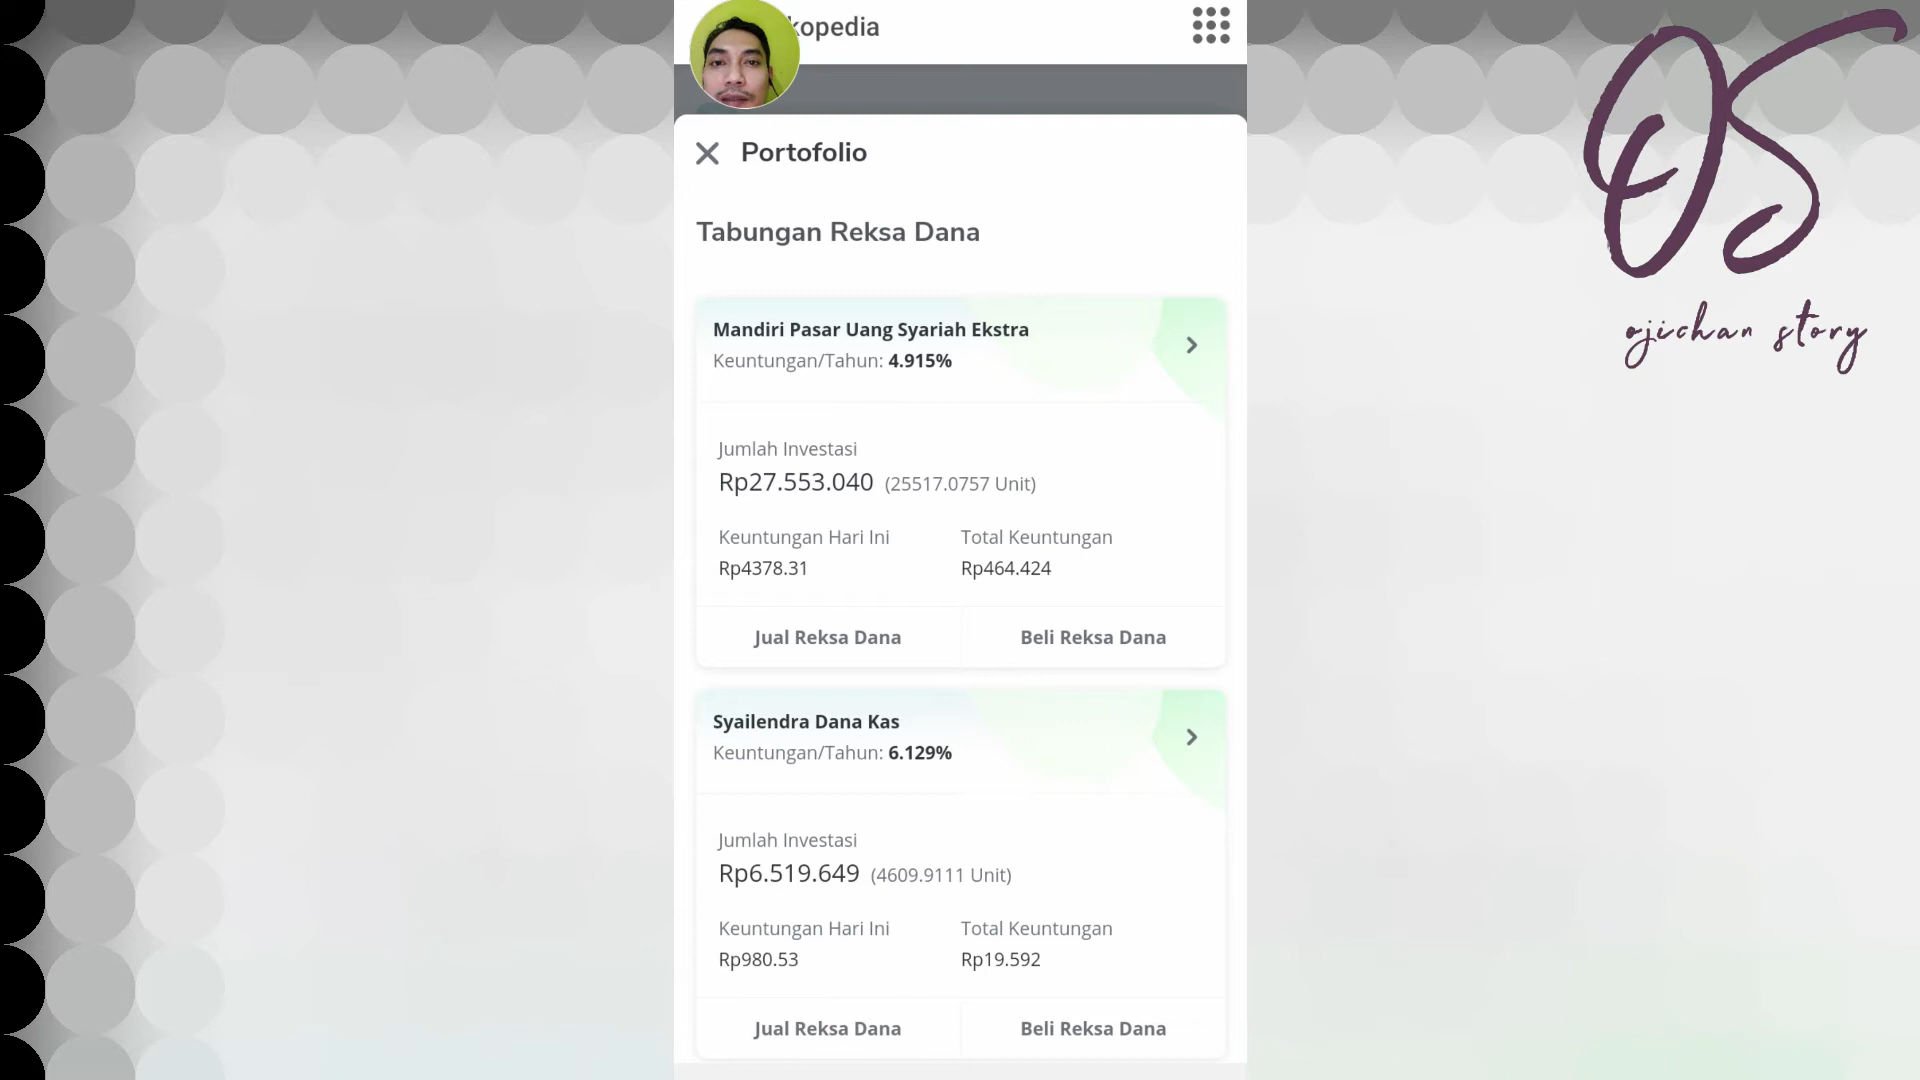 kopedia
Portofolio
Tabungan Reksa Dana
Mandiri Pasar Uang Syariah Ekstra
Keuntungan/Tahun: 4.915%
Jumlah Investasi
Rp27.553.040 (25517.0757 Unit)
Keuntungan Hari Ini Total Keuntungan
Rp4378.31 Rp464.424
Jual Reksa Dana Beli Reksa Dana
Syailendra Dana Kas
Keuntungan/Tahun: 6.129%
Jumlah Investasi
Rp6.519.649 (4609.9111 Unit)
Keuntungan Hari Ini Total Keuntungan
Rp980.53 Rp19.592
Jual Reksa Dana Beli Reksa Dana
OS
ojichan story